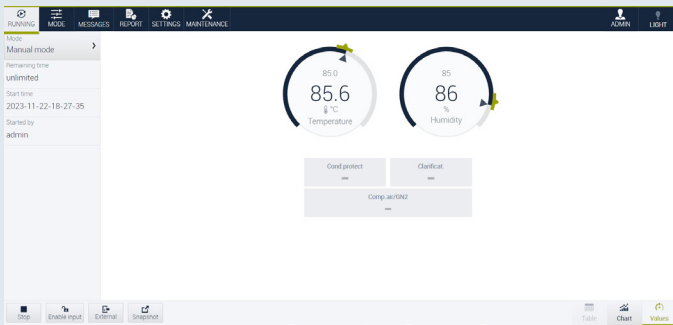 RUNNING
MODE
MESSAGES
REPORT
SETTINGS
MAINTENANCE
ADMIN
LIGHT
Mode
Manual mode
Remaining time
unlimited
Start time
2023-11-22-18-27-35
Started by
admin
85.0
85.6
°C
Temperature
85
86
%
Humidity
Cond.protect
Clarificat.
Comp.air/GN2
Stop
Enable input
External
Snapshot
Table
Chart
Values